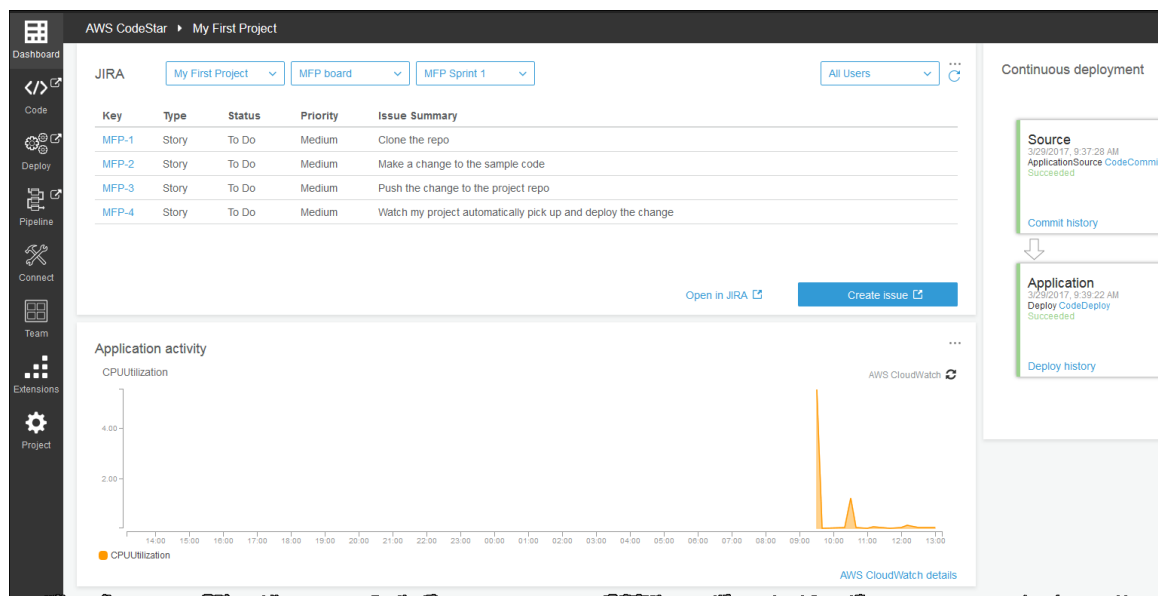 AWS CodeStar ▸ My First Project
Dashboard
Code
Deploy
Pipeline
Connect
Team
Extensions
Project
JIRA My First Project MFP board MFP Sprint 1 All Users
Key Type Status Priority Issue Summary
MFP-1 Story To Do Medium Clone the repo
MFP-2 Story To Do Medium Make a change to the sample code
MFP-3 Story To Do Medium Push the change to the project repo
MFP-4 Story To Do Medium Watch my project automatically pick up and deploy the change
Open in JIRA Create issue
Application activity
CPUUtilization AWS CloudWatch
4.00
2.00
14:00 15:00 16:00 17:00 18:00 19:00 20:00 21:00 22:00 23:00 00:00 01:00 02:00 03:00 04:00 05:00 06:00 07:00 08:00 09:00 10:00 11:00 12:00 13:00
CPUUtilization
AWS CloudWatch details
Continuous deployment
Source
3/29/2017, 9:37:28 AM
ApplicationSource CodeCommi
Succeeded
Commit history
Application
3/29/2017, 9:39:22 AM
Deploy CodeDeploy
Succeeded
Deploy history